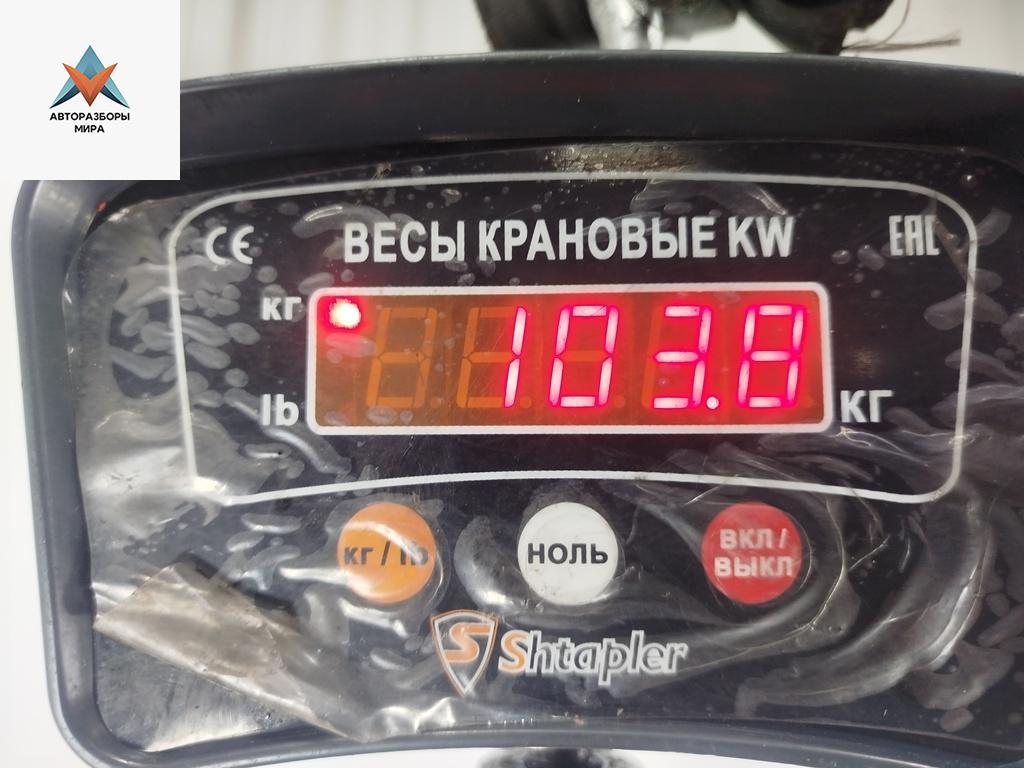 АВТОРАЗБОРЫ
МИРА
CE
ВЕСЫ КРАНОВЫЕ KW
EAC
кг
103.8
lb
КГ
кг / lb
НОЛЬ
ВКЛ /
ВЫКЛ
S Shtapler